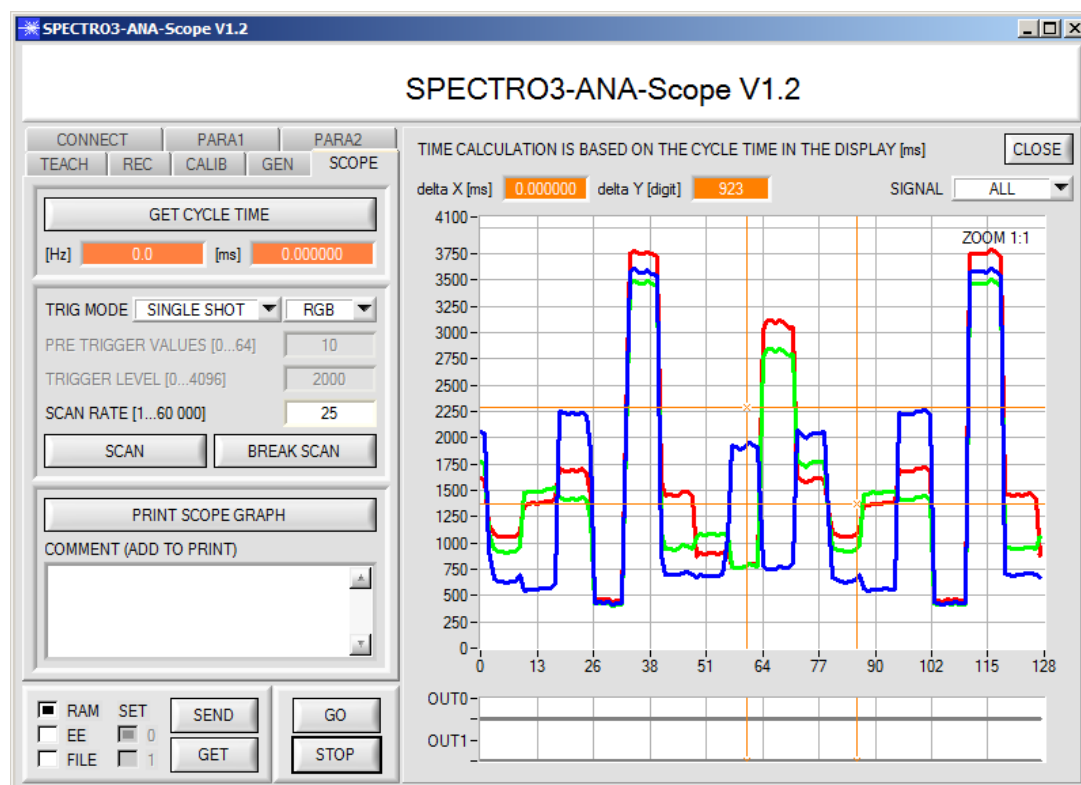 SPECTRO3-ANA-Scope V1.2
SPECTRO3-ANA-Scope V1.2
CONNECT PARA1 PARA2
TEACH REC CALIB GEN SCOPE
GET CYCLE TIME
[Hz] 0.0 [ms] 0.000000
TRIG MODE SINGLE SHOT RGB
PRE TRIGGER VALUES [0...64] 10
TRIGGER LEVEL [0...4096] 2000
SCAN RATE [1...60 000] 25
SCAN BREAK SCAN
PRINT SCOPE GRAPH
COMMENT (ADD TO PRINT)
RAM SET SEND GO
EE 0
FILE 1 GET STOP
TIME CALCULATION IS BASED ON THE CYCLE TIME IN THE DISPLAY [ms] CLOSE
delta X [ms] 0.000000 delta Y [digit] 923 SIGNAL ALL
ZOOM 1:1
4100
3750
3500
3250
3000
2750
2500
2250
2000
1750
1500
1250
1000
750
500
250
0
0 13 26 38 51 64 77 90 102 115 128
OUT0
OUT1